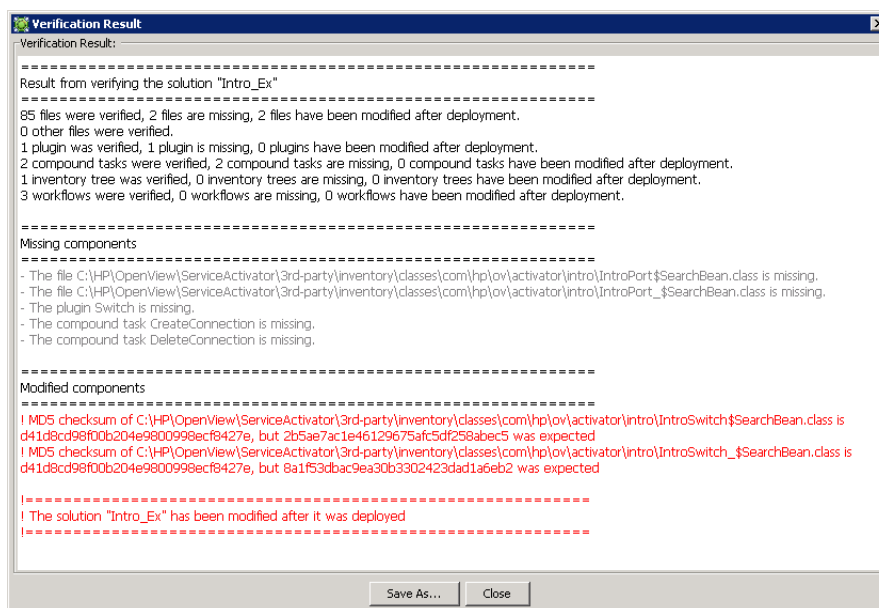 Verification Result
Verification Result:
============================================================
Result from verifying the solution "Intro_Ex"
============================================================
85 files were verified, 2 files are missing, 2 files have been modified after deployment.
0 other files were verified.
1 plugin was verified, 1 plugin is missing, 0 plugins have been modified after deployment.
2 compound tasks were verified, 2 compound tasks are missing, 0 compound tasks have been modified after deployment.
1 inventory tree was verified, 0 inventory trees are missing, 0 inventory trees have been modified after deployment.
3 workflows were verified, 0 workflows are missing, 0 workflows have been modified after deployment.
============================================================
Missing components
============================================================
- The file C:\HP\OpenView\ServiceActivator\3rd-party\inventory\classes\com\hp\ov\activator\intro\IntroPort$SearchBean.class is missing.
- The file C:\HP\OpenView\ServiceActivator\3rd-party\inventory\classes\com\hp\ov\activator\intro\IntroPort_$SearchBean.class is missing.
- The plugin Switch is missing.
- The compound task CreateConnection is missing.
- The compound task DeleteConnection is missing.
============================================================
Modified components
============================================================
! MD5 checksum of C:\HP\OpenView\ServiceActivator\3rd-party\inventory\classes\com\hp\ov\activator\intro\IntroSwitch$SearchBean.class is
d41d8cd98f00b204e9800998ecf8427e, but 2b5ae7ac1e46129675afc5df258abec5 was expected
! MD5 checksum of C:\HP\OpenView\ServiceActivator\3rd-party\inventory\classes\com\hp\ov\activator\intro\IntroSwitch_$SearchBean.class is
d41d8cd98f00b204e9800998ecf8427e, but 8a1f53dbac9ea30b3302423dad1a6eb2 was expected
!===========================================================
! The solution "Intro_Ex" has been modified after it was deployed
!===========================================================
Save As...
Close